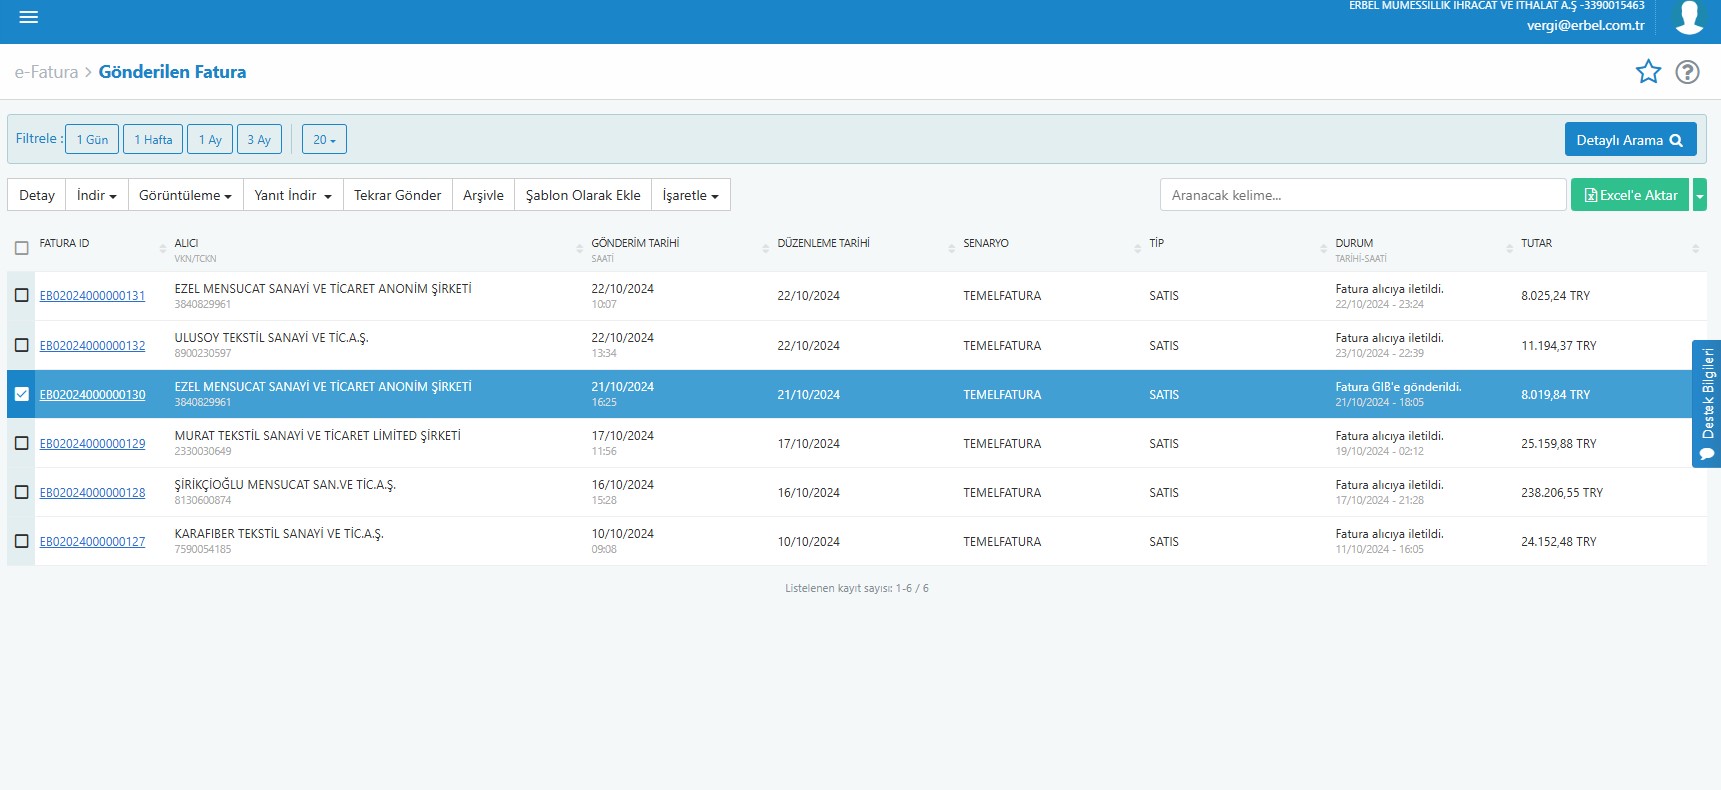 ERBEL MÜMESSİLLİK İHRACAT VE İTHALAT A.Ş -3390015463
vergi@erbel.com.tr
e-Fatura > Gönderilen Fatura
Filtrele : 1 Gün 1 Hafta 1 Ay 3 Ay 20
Detaylı Arama
Detay İndir Görüntüleme Yanıt İndir Tekrar Gönder Arşivle Şablon Olarak Ekle İşaretle
Aranacak kelime...
Excel'e Aktar
FATURA ID ALICI GÖNDERİM TARİHİ DÜZENLEME TARİHİ SENARYO TİP DURUM TUTAR
VKN/TCKN SAATİ TARİHİ-SAATİ
EB02024000000131 EZEL MENSUCAT SANAYİ VE TİCARET ANONİM ŞİRKETİ 22/10/2024 22/10/2024 TEMELFATURA SATIS Fatura alıcıya iletildi. 8.025,24 TRY
3840829961 10:07 22/10/2024 - 23:24
EB02024000000132 ULUSOY TEKSTİL SANAYİ VE TİC.A.Ş. 22/10/2024 22/10/2024 TEMELFATURA SATIS Fatura alıcıya iletildi. 11.194,37 TRY
8900230597 13:34 23/10/2024 - 22:39
EB02024000000130 EZEL MENSUCAT SANAYİ VE TİCARET ANONİM ŞİRKETİ 21/10/2024 21/10/2024 TEMELFATURA SATIS Fatura GIB'e gönderildi. 8.019,84 TRY
3840829961 16:25 21/10/2024 - 18:05
EB02024000000129 MURAT TEKSTİL SANAYİ VE TİCARET LİMİTED ŞİRKETİ 17/10/2024 17/10/2024 TEMELFATURA SATIS Fatura alıcıya iletildi. 25.159,88 TRY
2330030649 11:56 19/10/2024 - 02:12
EB02024000000128 ŞİRİKÇİOĞLU MENSUCAT SAN.VE TİC.A.Ş. 16/10/2024 16/10/2024 TEMELFATURA SATIS Fatura alıcıya iletildi. 238.206,55 TRY
8130600874 15:28 17/10/2024 - 21:28
EB02024000000127 KARAFIBER TEKSTİL SANAYİ VE TİC.A.Ş. 10/10/2024 10/10/2024 TEMELFATURA SATIS Fatura alıcıya iletildi. 24.152,48 TRY
7590054185 09:08 11/10/2024 - 16:05
Listelenen kayıt sayısı: 1-6 / 6
Destek Bilgileri